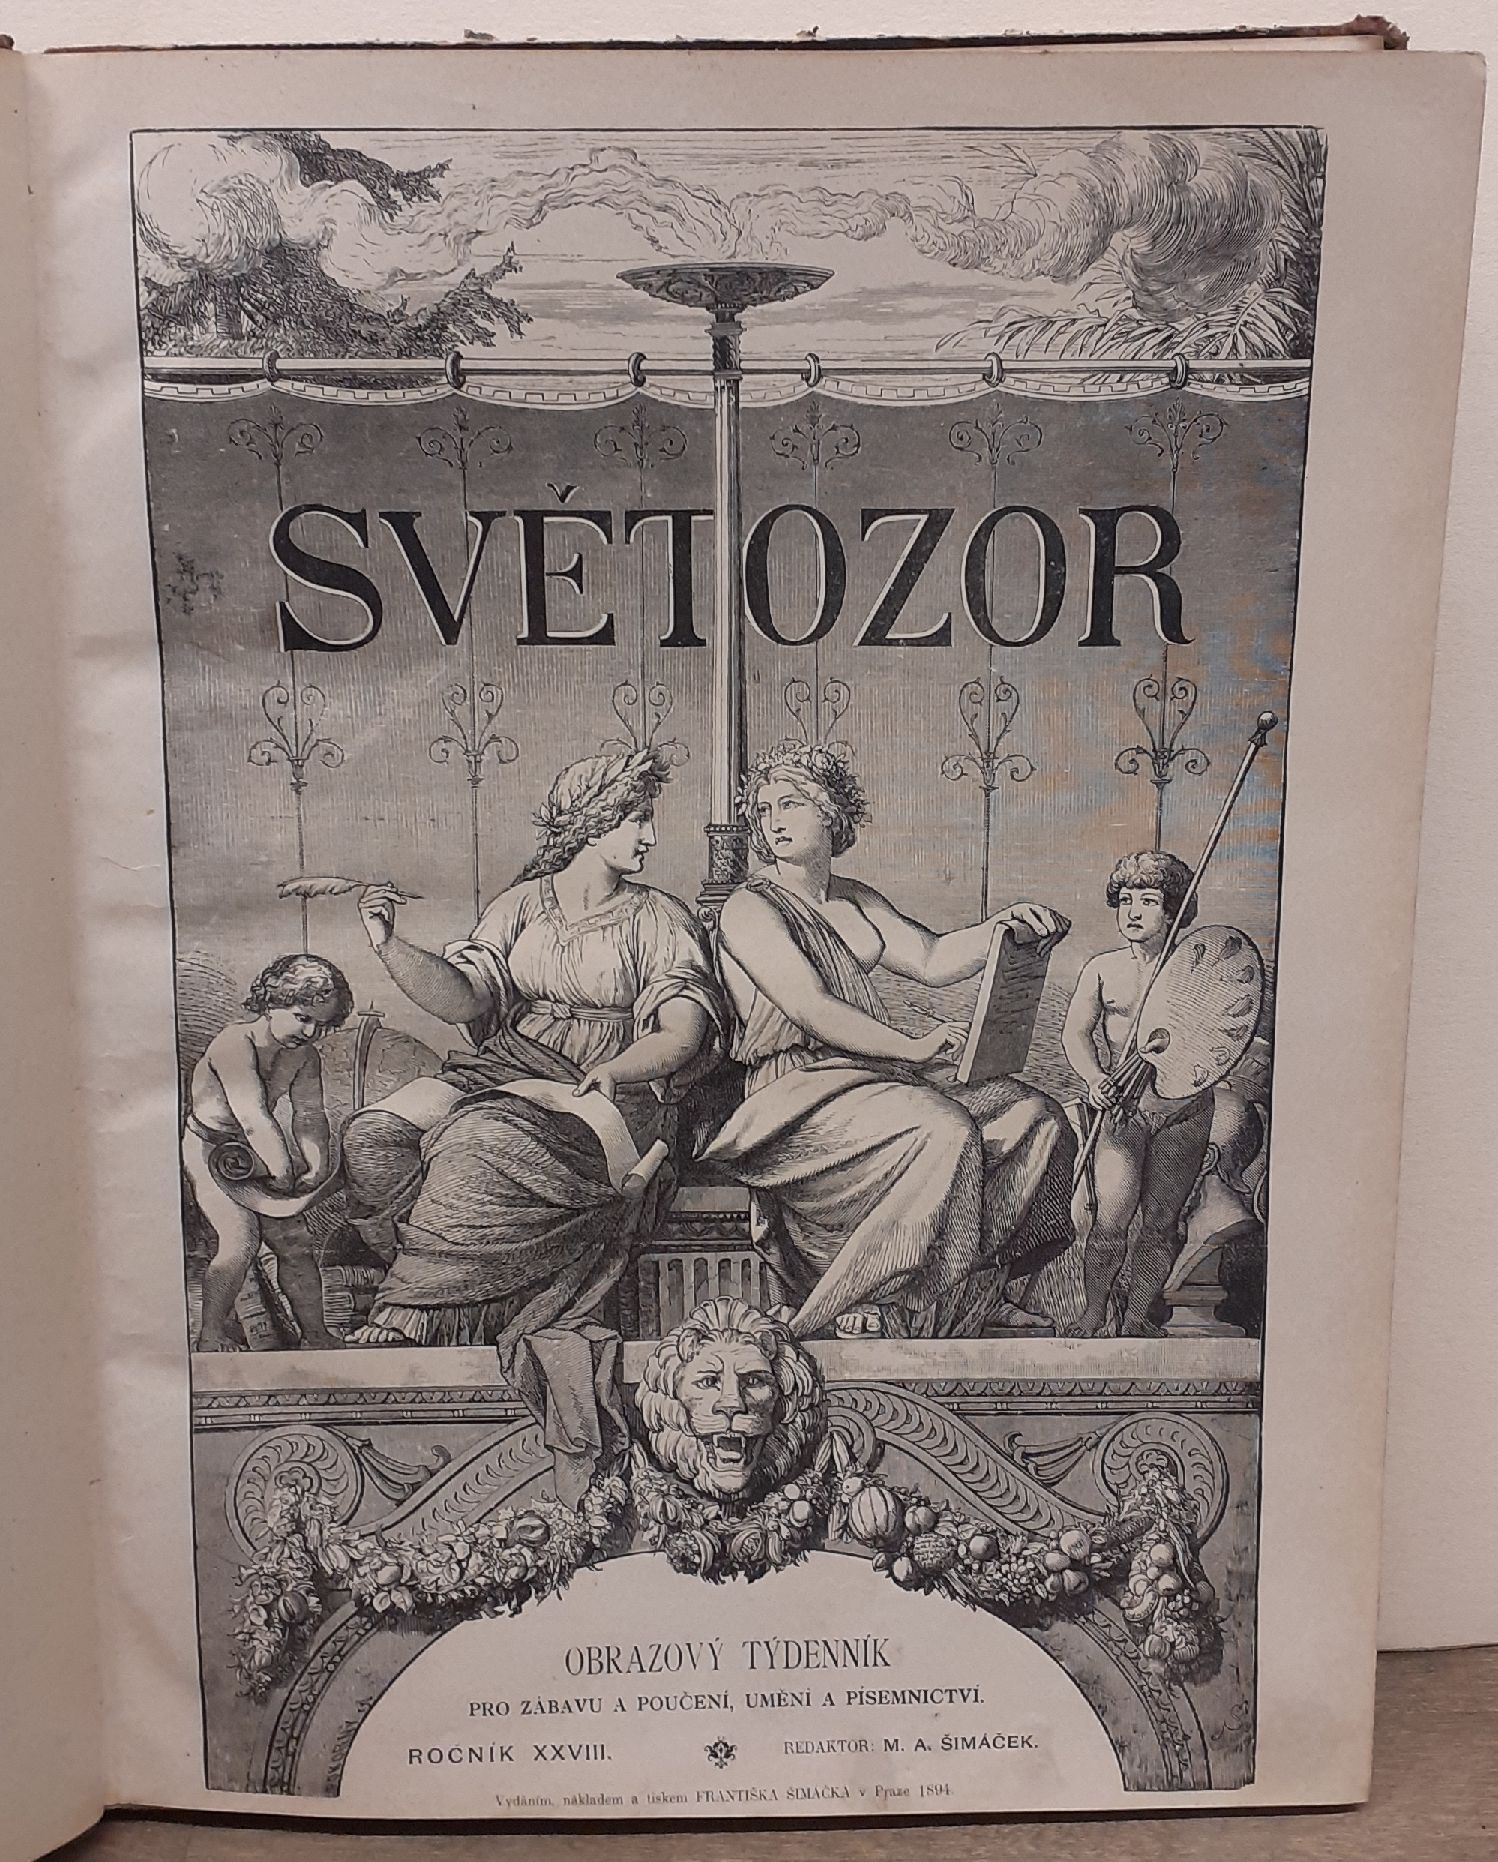 SVĚTOZOR
OBRAZOVÝ TÝDENNÍK
PRO ZÁBAVU A POUČENÍ, UMĚNÍ A PÍSEMNICTVÍ.
ROČNÍK XXVIII.
REDAKTOR: M. A. ŠIMÁČEK.
Vydáním, nákladem a tiskem FRANTIŠKA ŠIMÁČKA v Praze 1894.